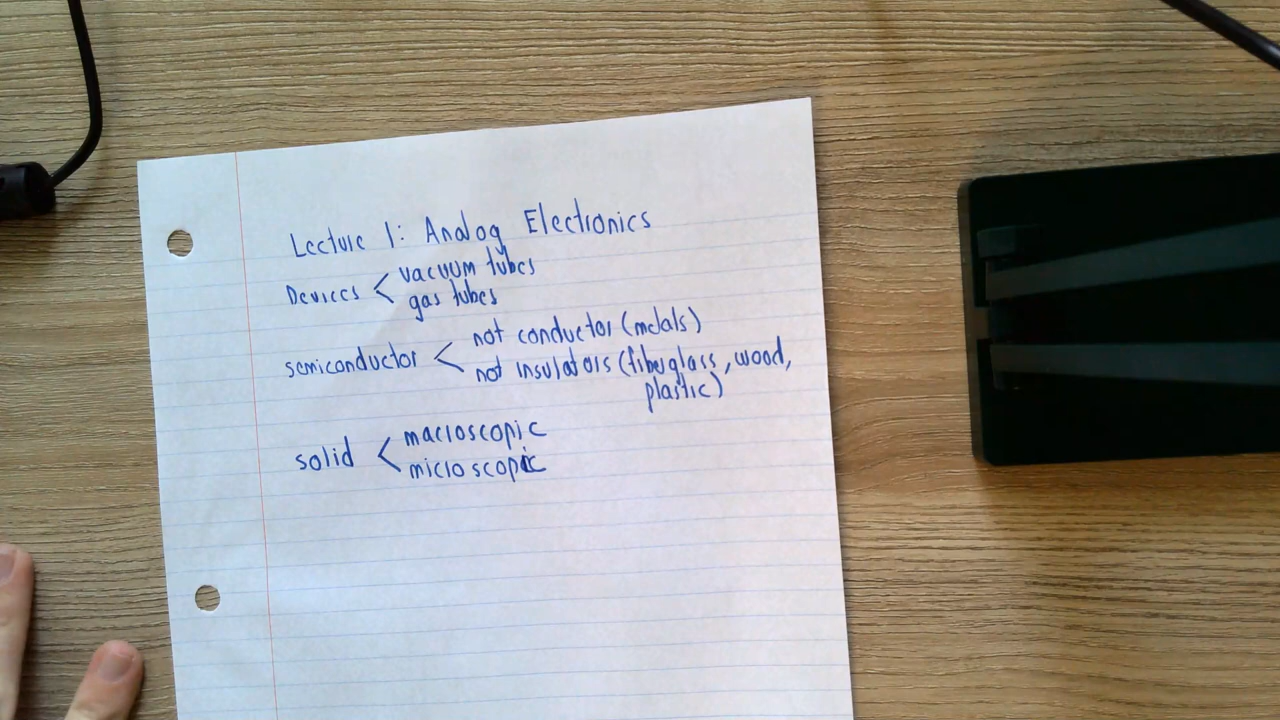 Lecture 1: Analog Electronics
Devices < vacuum tubes
gas tubes
semiconductor < not conductor (metals)
not insulators (fiberglass, wood,
plastic)
solid < macroscopic
microscopic